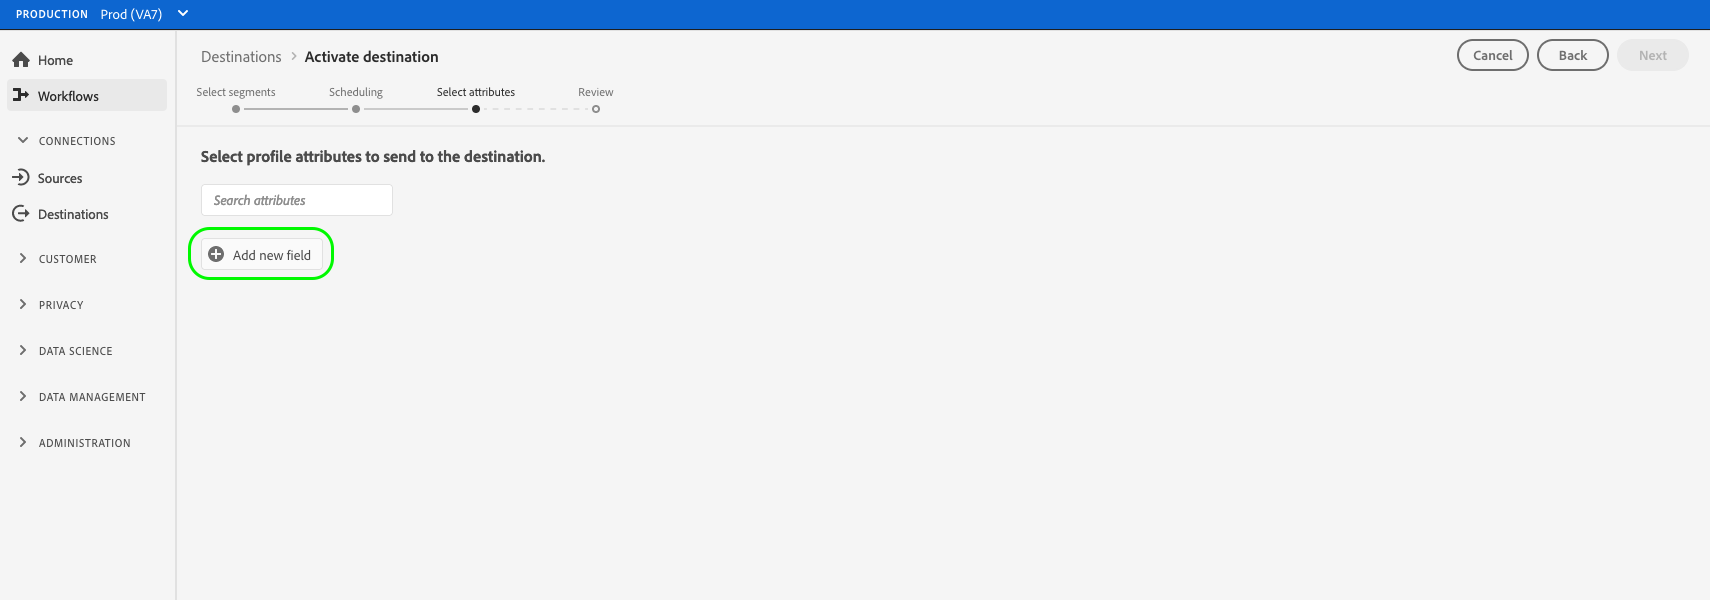 PRODUCTION Prod (VA7)
Home
Workflows
CONNECTIONS
Sources
Destinations
CUSTOMER
PRIVACY
DATA SCIENCE
DATA MANAGEMENT
ADMINISTRATION
Destinations > Activate destination
Cancel Back Next
Select segments Scheduling Select attributes Review
Select profile attributes to send to the destination.
Search attributes
Add new field